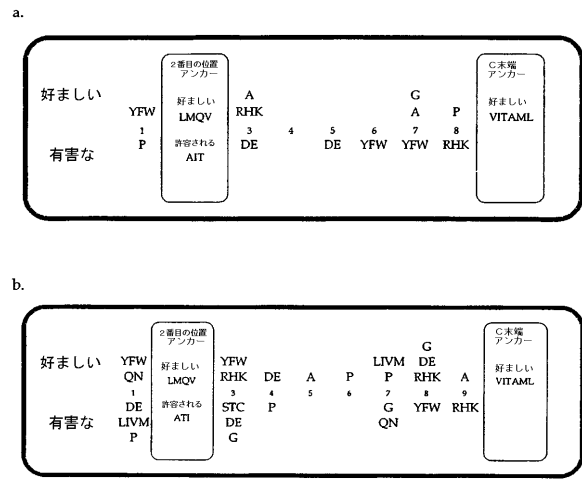 a.
2番目の位置
アンカー
C末端
アンカー
好ましい
A
G
YFW
好ましい
LMQV
RHK
A
P
好ましい
VITAML
1
3
4
5
6
7
8
有害な
P
許容される
AIT
DE
DE
YFW
YFW
RHK
b.
2番目の位置
アンカー
C末端
アンカー
G
好ましい
YFW
好ましい
YFW
LIVM
DE
好ましい
QN
LMQV
RHK
DE
A
P
P
RHK
A
VITAML
1
3
4
5
6
7
8
9
有害な
DE
許容される
STC
P
G
YFW
RHK
LIVM
ATI
DE
QN
P
G